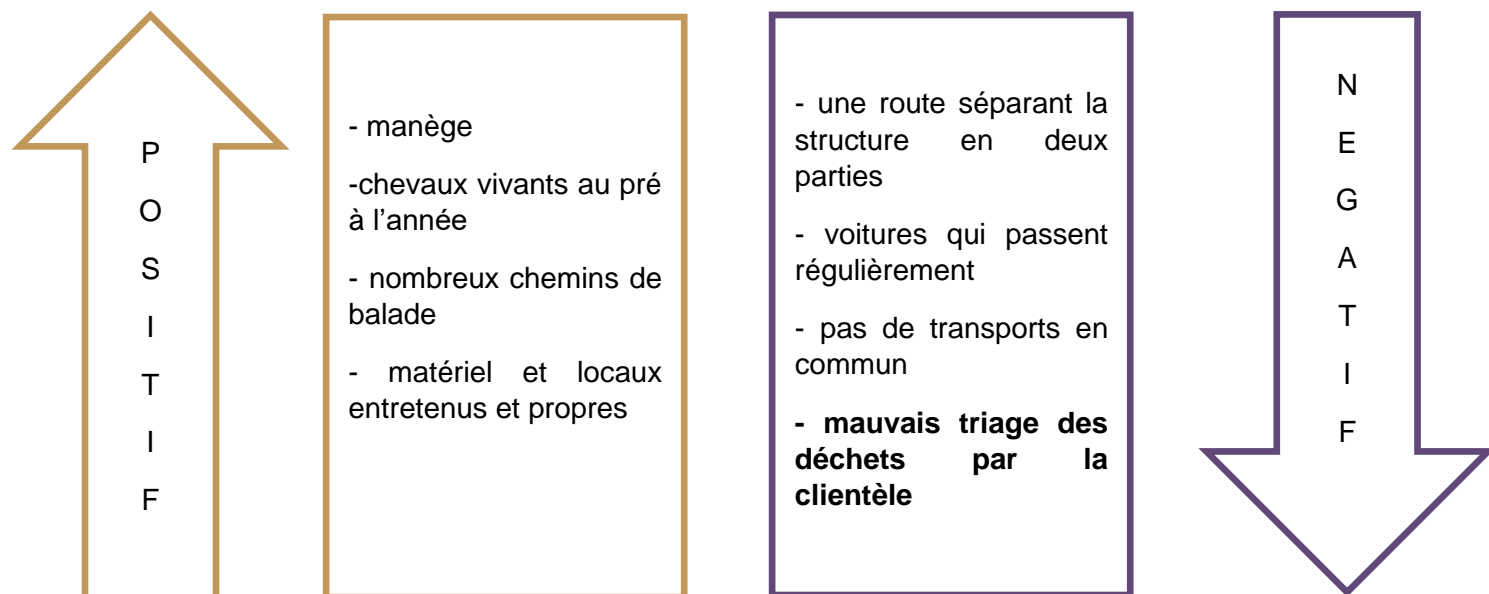 P
O
S
I
T
I
F
- manège
-chevaux vivants au pré
à l'année
- nombreux chemins de
balade
- matériel et locaux
entretenus et propres
- une route séparant la
structure en deux
parties
- voitures qui passent
régulièrement
- pas de transports en
commun
- mauvais triage des
déchets par la
clientèle
N
E
G
A
T
I
F